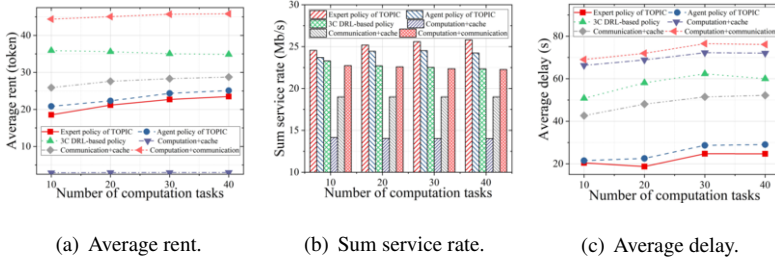 Average rent (token)
40
30
20
10
Expert policy of TOPIC
Agent policy of TOPIC
3C DRL-based policy
Computation+cache
Communication+cache
Computation+communication
10 20 30 40
Number of computation tasks
(a) Average rent.
Expert policy of TOPIC
Agent policy of TOPIC
3C DRL-based policy
Computation+cache
Communication+cache
Computation+communication
Sum service rate (Mb/s)
30
25
20
15
10
10 20 30 40
Number of computation tasks
(b) Sum service rate.
Average delay (s)
80
60
40
20
Expert policy of TOPIC
Agent policy of TOPIC
3C DRL-based policy
Computation+cache
Communication+cache
Computation+communication
10 20 30 40
Number of computation tasks
(c) Average delay.